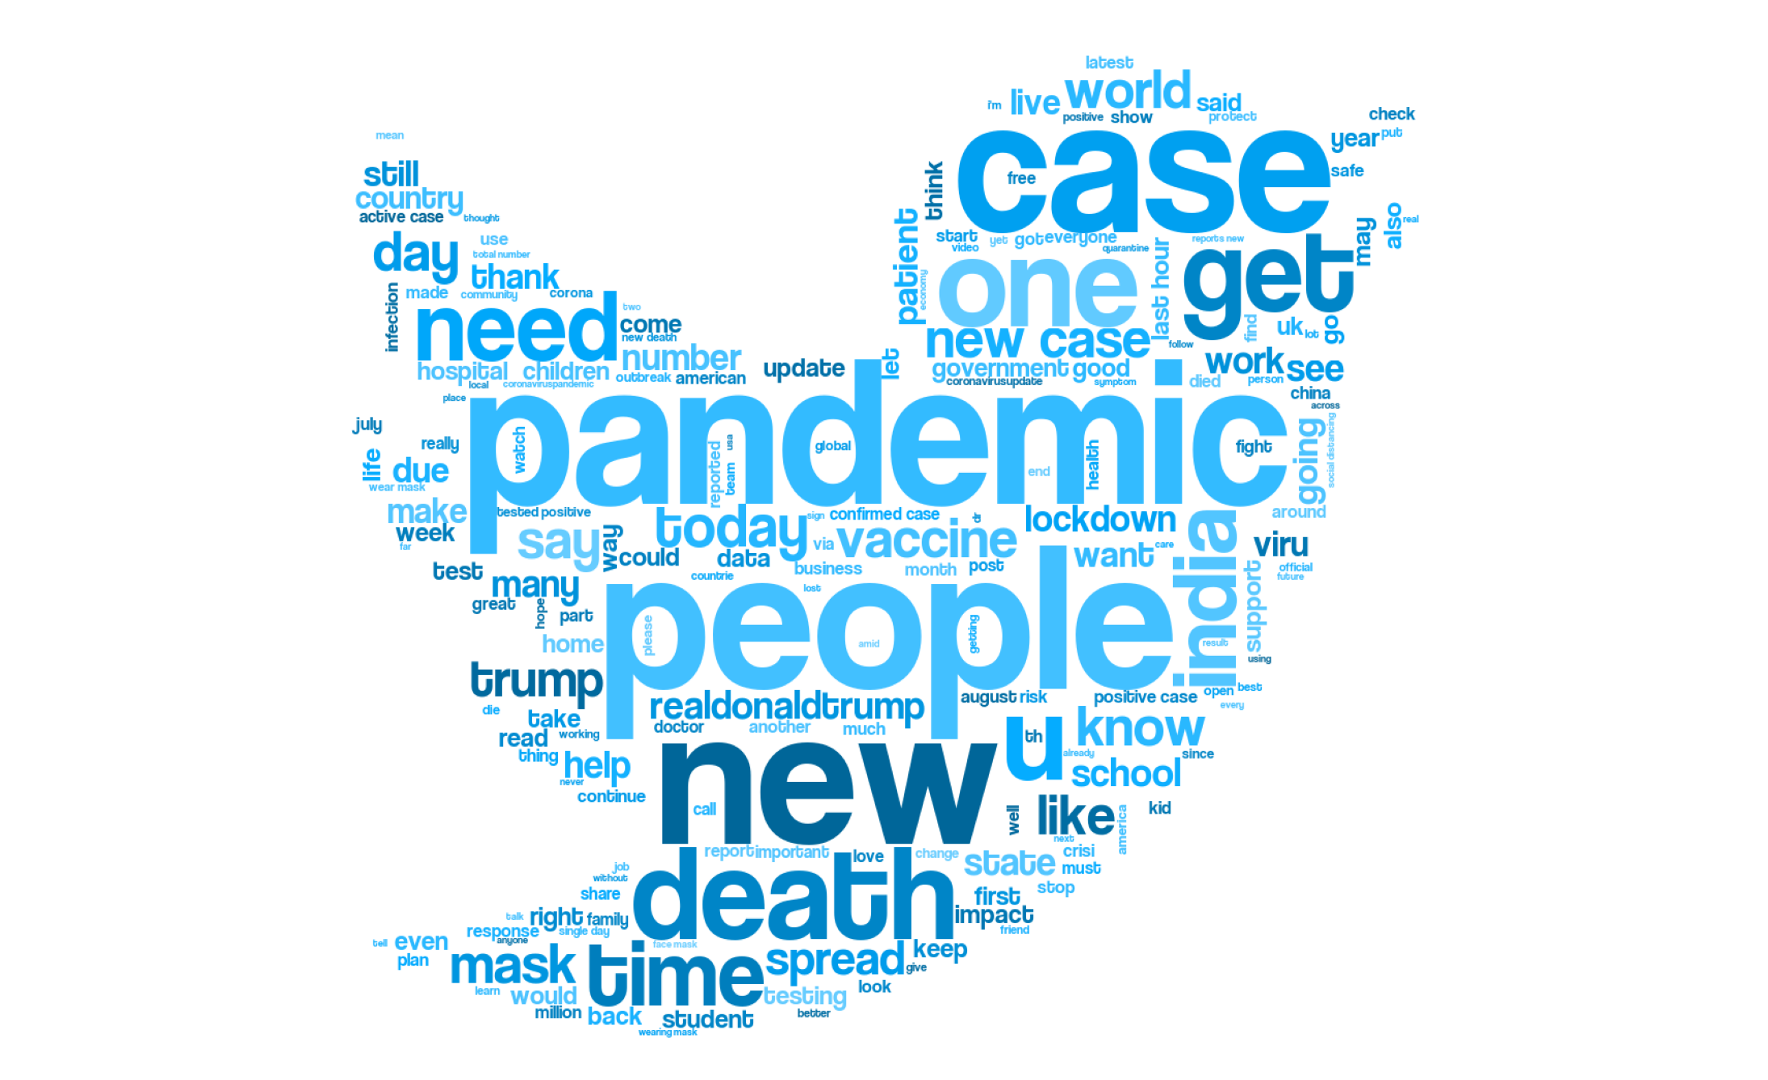 latest
world
live
said
i'm
positive
show
protect
check
year
put
mean
case
still
free
safe
think
country
active case
thought
patient
also
real
may
day
use
total number
thank
start
video
yet
got
everyone
quarantine
reports new
last hour
get
one
economy
infection
made
community
corona
two
need
come
new death
new case
follow
find
uk
lot
go
number
let
government
good
work
see
hospital
children
outbreak
american
update
coronavirusupdate
symptom
died
person
china
local
coronaviruspandemic
place
across
pandemic
july
really
watch
reported
team
usa
global
health
end
fight
going
social distancing
life
due
wear mask
make
tested positive
today
sign
confirmed case
dr
lockdown
around
week
far
say
way
could
data
via
vaccine
want
care
india
viru
test
many
countrie
business
month
post
official
future
support
great
hope
part
lost
people
home
please
amid
getting
result
using
trump
realdonaldtrump
august
risk
positive case
open
best
every
die
take
doctor
another
much
u
th
know
read
working
thing
help
never
already
since
school
continue
new
call
like
well
kid
america
next
report
important
love
change
state
crisi
must
job
without
share
death
first
stop
talk
right
family
impact
friend
response
single day
anyone
tell
even
plan
face mask
mask
time
spread
keep
give
learn
would
testing
look
million
back
student
better
wearing mask